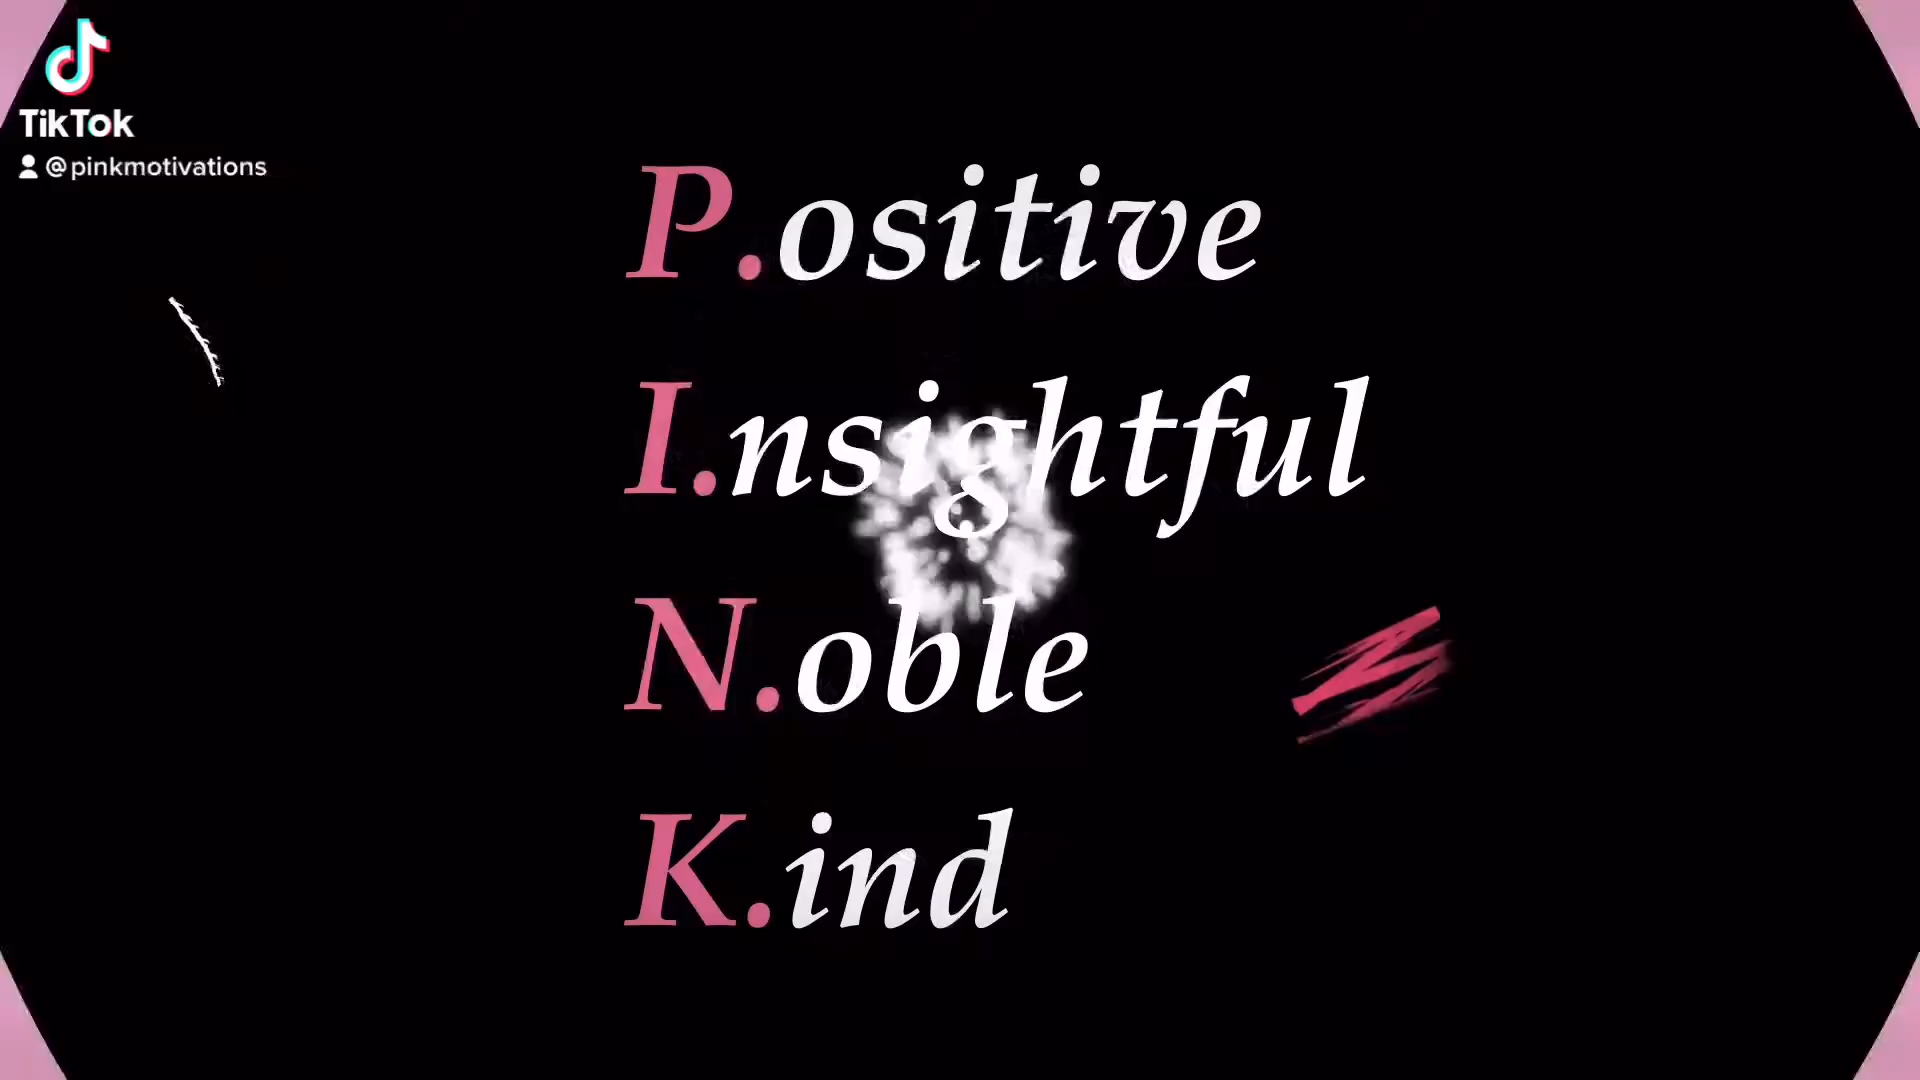 TikTok
@pinkmotivations
P.ositive
I.nsightful
N.oble
K.ind